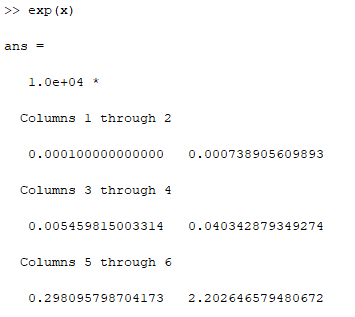 >> exp(x)
ans =
1.0e+04 *
Columns 1 through 2
0.000100000000000 0.000738905609893
Columns 3 through 4
0.005459815003314 0.040342879349274
Columns 5 through 6
0.298095798704173 2.202646579480672